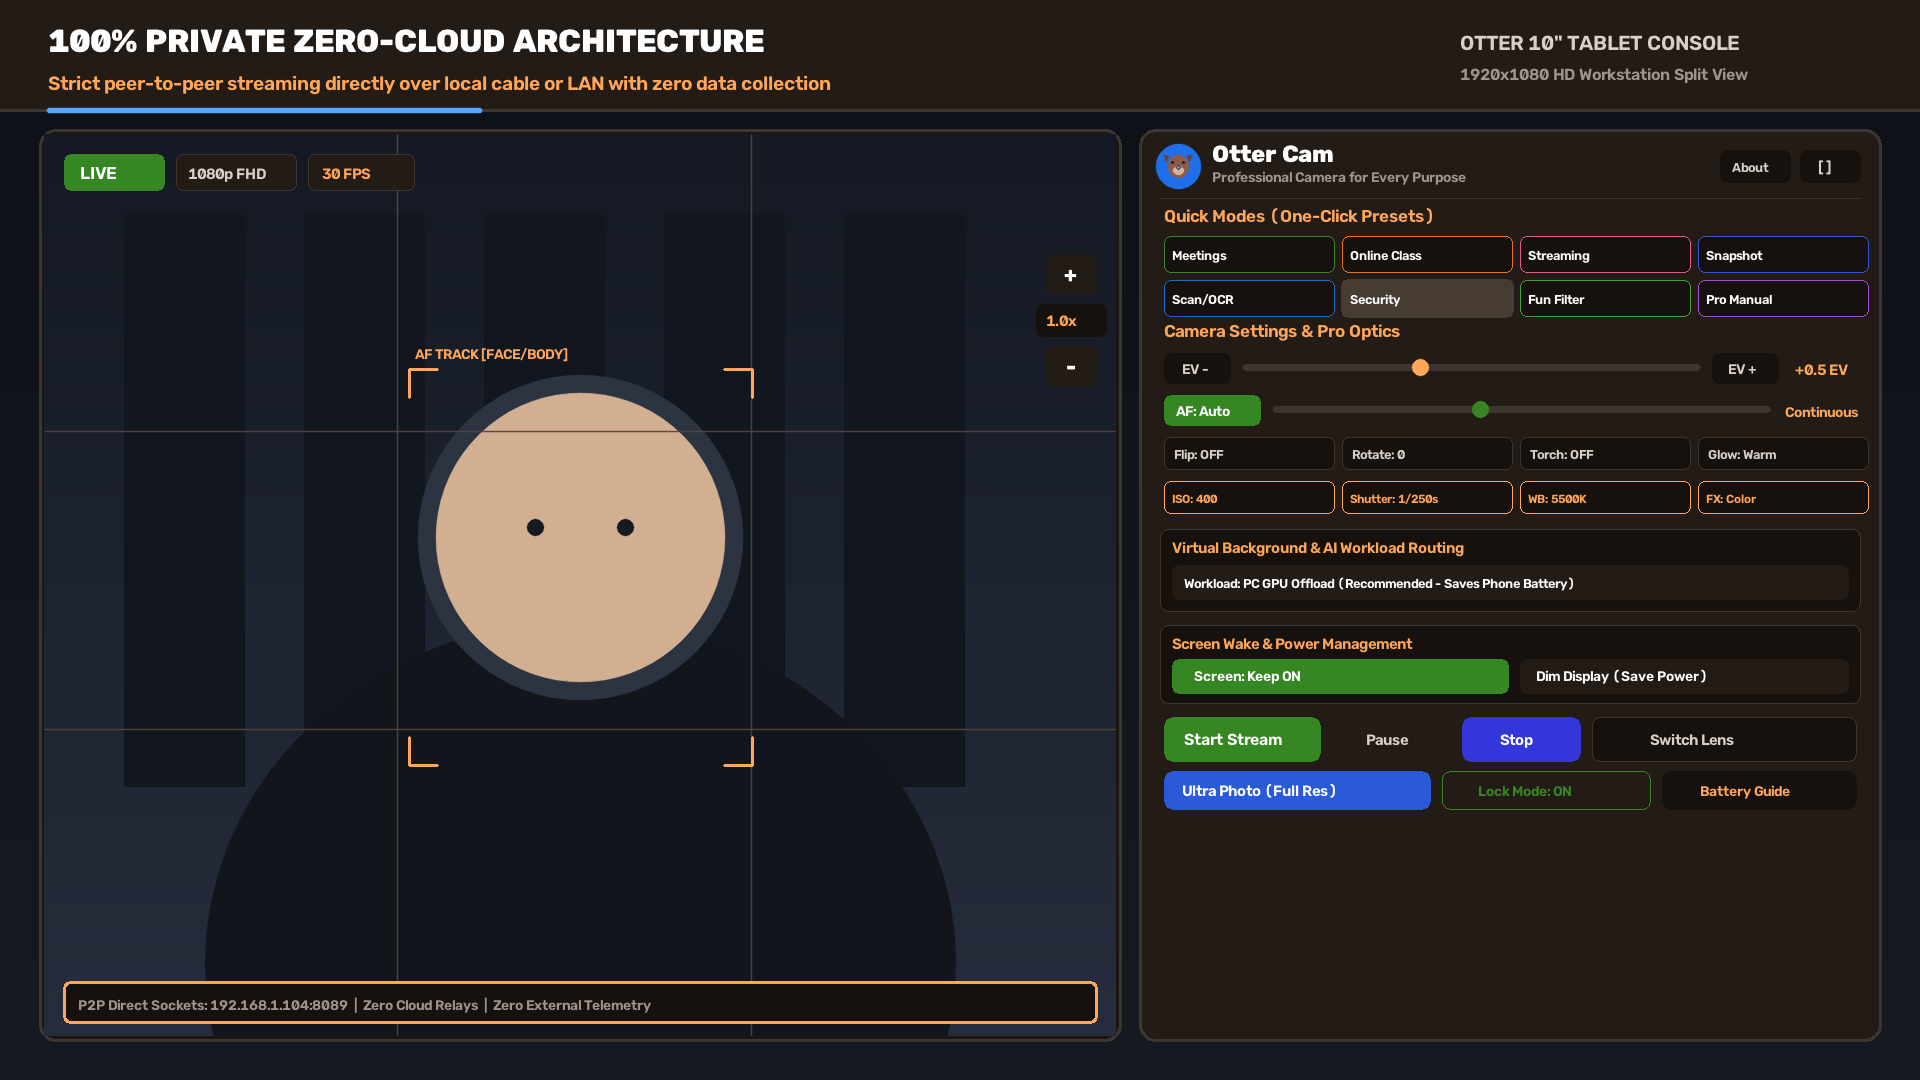 100% PRIVATE ZERO-CLOUD ARCHITECTURE
Strict peer-to-peer streaming directly over local cable or LAN with zero data collection
OTTER 10" TABLET CONSOLE
1920x1080 HD Workstation Split View
LIVE
1080p FHD
30 FPS
+
1.0x
-
AF TRACK [FACE/BODY]
P2P Direct Sockets: 192.168.1.104:8089 | Zero Cloud Relays | Zero External Telemetry
Otter Cam
Professional Camera for Every Purpose
About
[ ]
Quick Modes (One-Click Presets)
Meetings
Online Class
Streaming
Snapshot
Scan/OCR
Security
Fun Filter
Pro Manual
Camera Settings & Pro Optics
EV -
EV +
+0.5 EV
AF: Auto
Continuous
Flip: OFF
Rotate: 0
Torch: OFF
Glow: Warm
ISO: 400
Shutter: 1/250s
WB: 5500K
FX: Color
Virtual Background & AI Workload Routing
Workload: PC GPU Offload (Recommended - Saves Phone Battery)
Screen Wake & Power Management
Screen: Keep ON
Dim Display (Save Power)
Start Stream
Pause
Stop
Switch Lens
Ultra Photo (Full Res)
Lock Mode: ON
Battery Guide